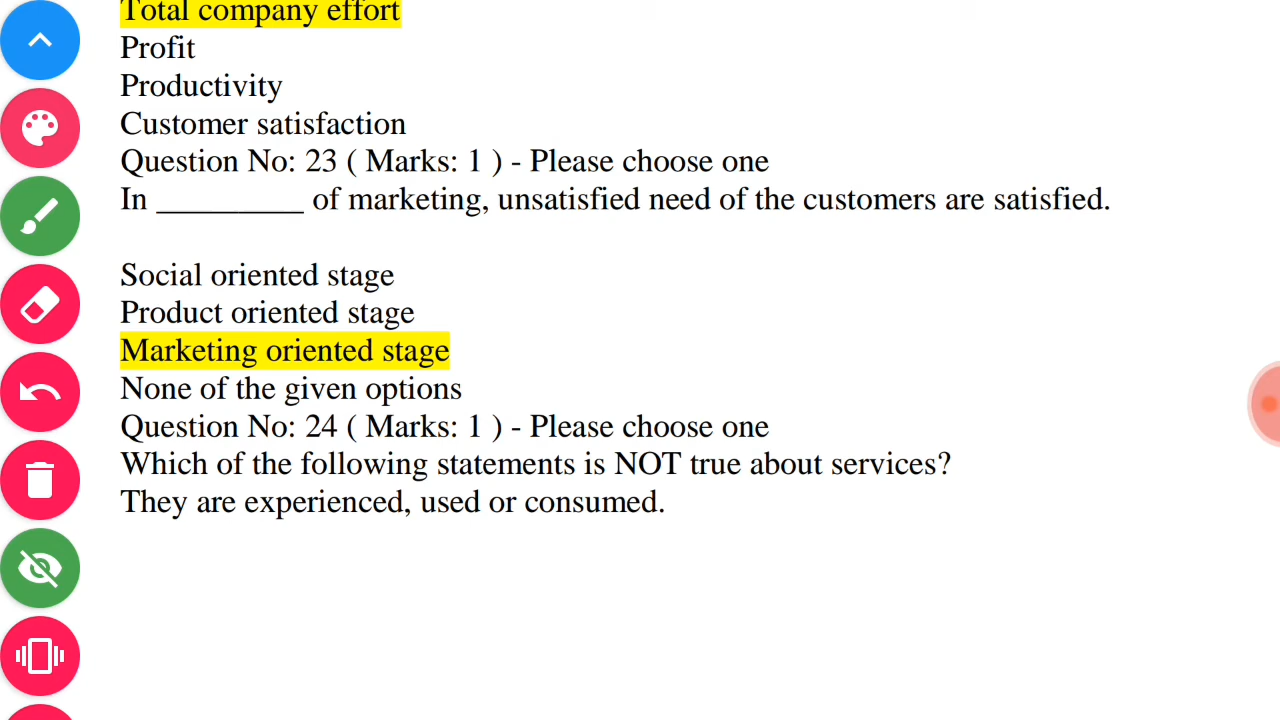 Total company effort
Profit
Productivity
Customer satisfaction
Question No: 23 ( Marks: 1 ) - Please choose one
In _________ of marketing, unsatisfied need of the customers are satisfied.
Social oriented stage
Product oriented stage
Marketing oriented stage
None of the given options
Question No: 24 ( Marks: 1 ) - Please choose one
Which of the following statements is NOT true about services?
They are experienced, used or consumed.